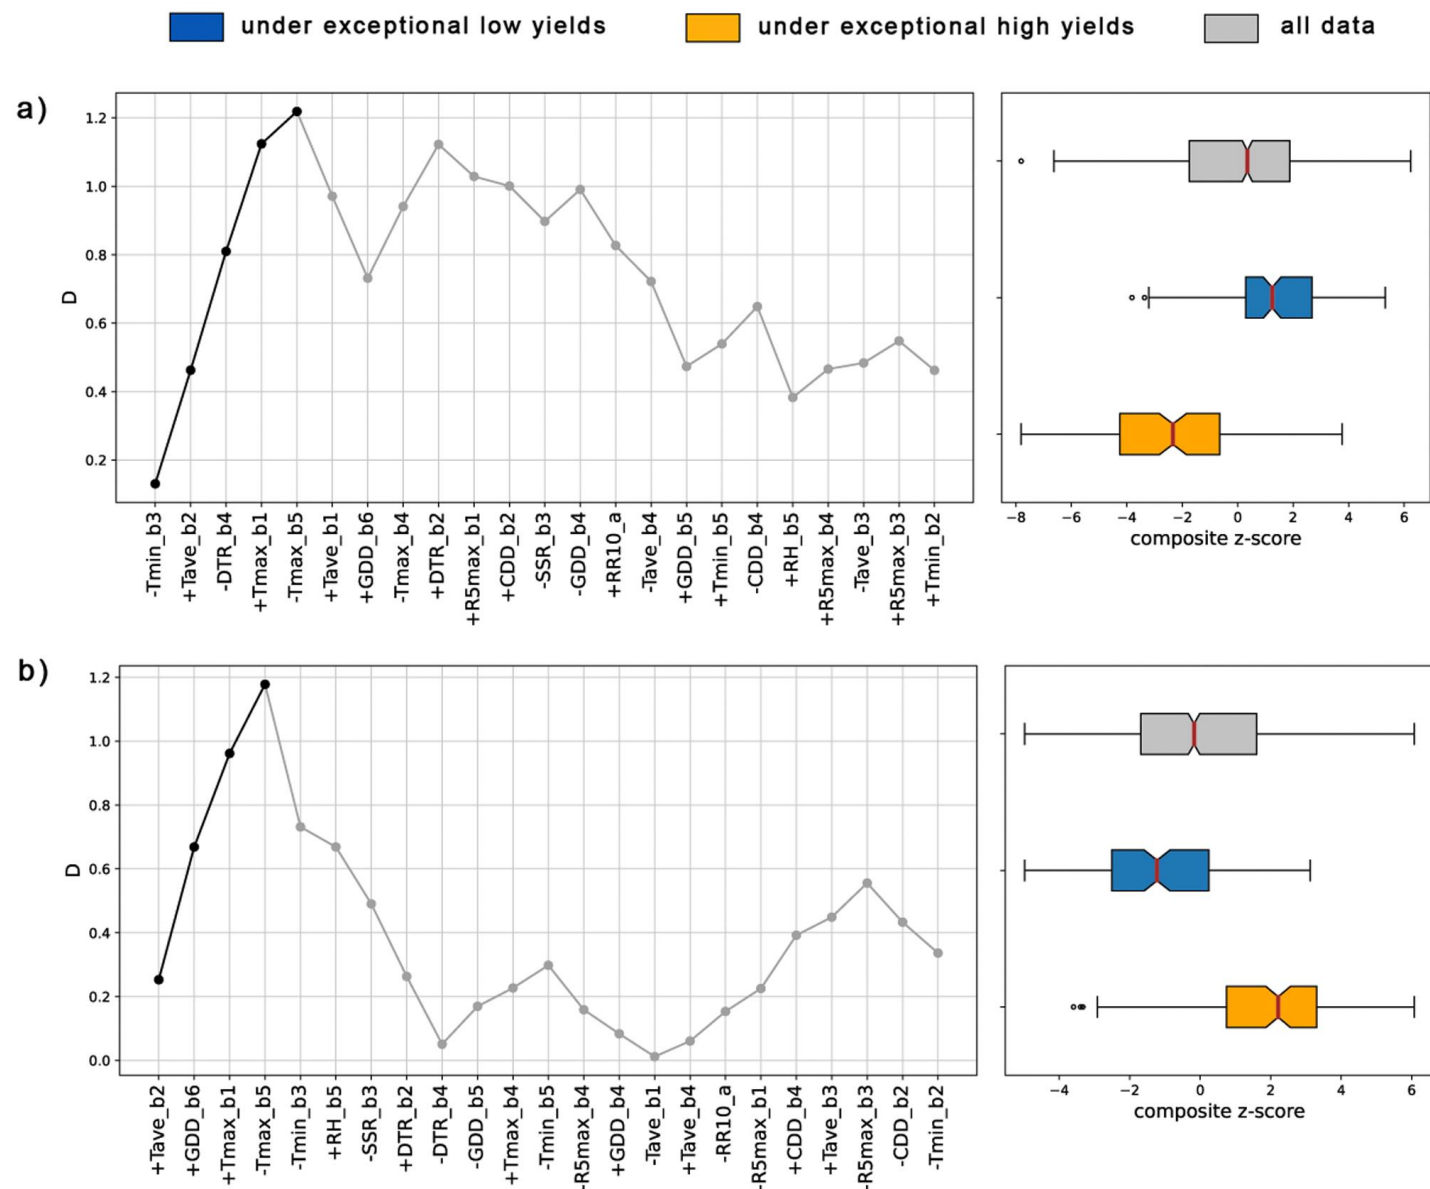 under exceptional low yields under exceptional high yields all data
a)
1.2
1.0
0.8
0.6
0.4
0.2
D
-Tmin_b3
+Tave_b2
-DTR_b4
+Tmax_b1
-Tmax_b5
+Tave_b1
+GDD_b6
-Tmax_b4
+DTR_b2
+R5max_b1
+CDD_b2
-SSR_b3
-GDD_b4
+RR10_a
-Tave_b4
+GDD_b5
+Tmin_b5
-CDD_b4
+RH_b5
+R5max_b4
-Tave_b3
+R5max_b3
+Tmin_b2
−8 −6 −4 −2 0 2 4 6
composite z-score
b)
1.2
1.0
0.8
0.6
0.4
0.2
0.0
D
+Tave_b2
+GDD_b6
+Tmax_b1
-Tmax_b5
-Tmin_b3
+RH_b5
-SSR_b3
+DTR_b2
-DTR_b4
-GDD_b5
+Tmax_b4
-Tmin_b5
-R5max_b4
+GDD_b4
-Tave_b1
+Tave_b4
-RR10_a
-R5max_b1
+CDD_b4
+Tave_b3
-R5max_b3
-CDD_b2
-Tmin_b2
−4 −2 0 2 4 6
composite z-score